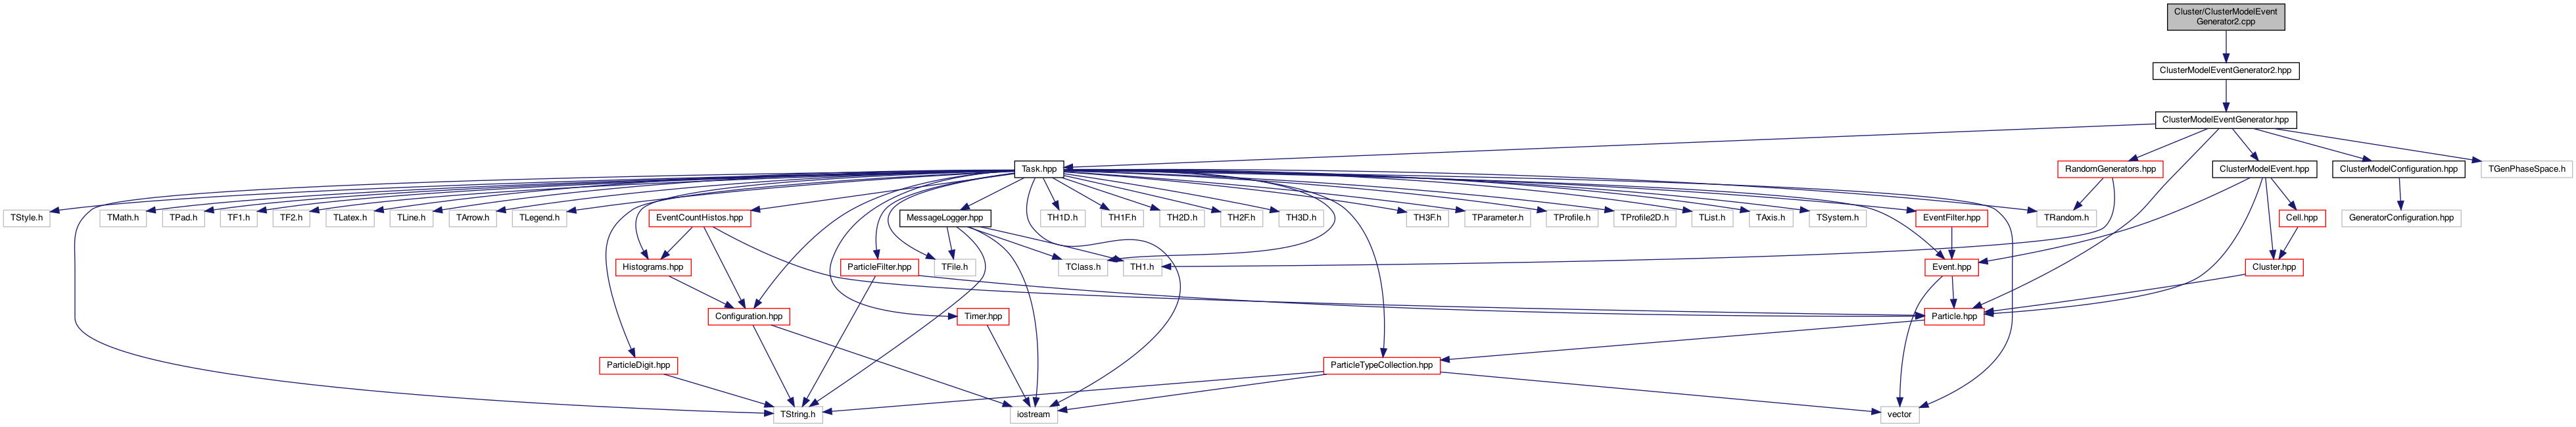 Cluster/ClusterModelEvent
Generator2.cpp
ClusterModelEventGenerator2.hpp
ClusterModelEventGenerator.hpp
Task.hpp
RandomGenerators.hpp
ClusterModelEvent.hpp
ClusterModelConfiguration.hpp
TGenPhaseSpace.h
TStyle.h
TMath.h
TPad.h
TF1.h
TF2.h
TLatex.h
TLine.h
TArrow.h
TLegend.h
EventCountHistos.hpp
MessageLogger.hpp
TH1D.h
TH1F.h
TH2D.h
TH2F.h
TH3D.h
TH3F.h
TParameter.h
TProfile.h
TProfile2D.h
TList.h
TAxis.h
TSystem.h
EventFilter.hpp
TRandom.h
Cell.hpp
GeneratorConfiguration.hpp
Histograms.hpp
ParticleFilter.hpp
TFile.h
TClass.h
TH1.h
Event.hpp
Cluster.hpp
Configuration.hpp
Timer.hpp
Particle.hpp
ParticleDigit.hpp
ParticleTypeCollection.hpp
TString.h
iostream
vector